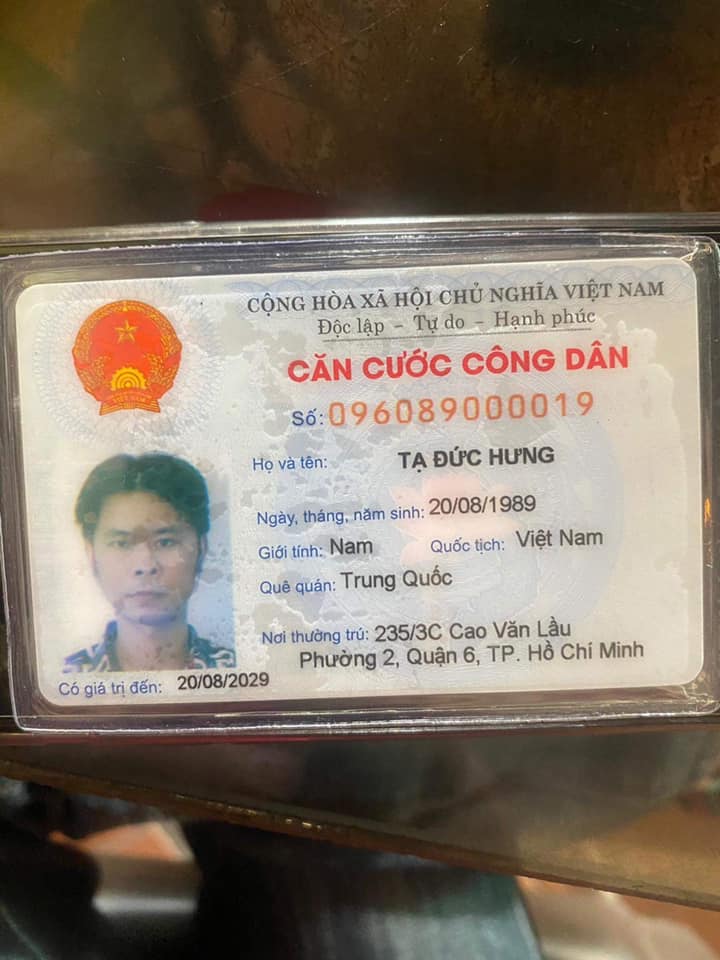 CỘNG HÒA XÃ HỘI CHỦ NGHĨA VIỆT NAM
Độc lập - Tự do - Hạnh phúc
CĂN CƯỚC CÔNG DÂN
Số: 096089000019
Họ và tên: TẠ ĐỨC HƯNG
Ngày, tháng, năm sinh: 20/08/1989
Giới tính: Nam Quốc tịch: Việt Nam
Quê quán: Trung Quốc
Nơi thường trú: 235/3C Cao Văn Lầu
Phường 2, Quận 6, TP. Hồ Chí Minh
Có giá trị đến: 20/08/2029
VIỆT NAM